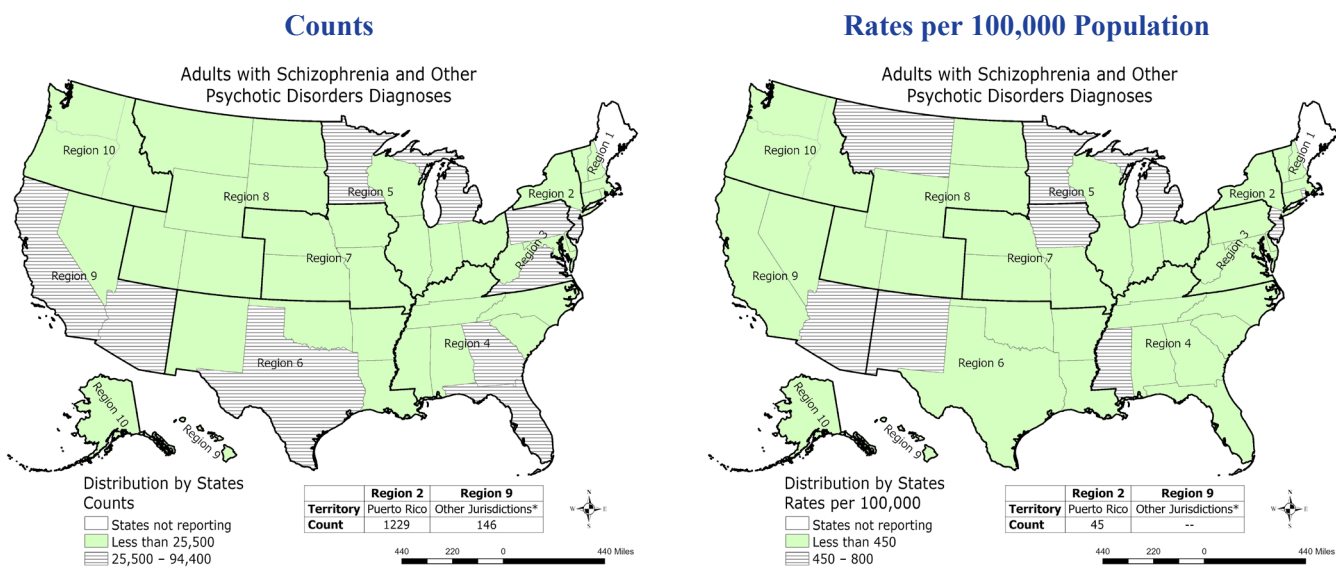 Counts
Adults with Schizophrenia and Other
Psychotic Disorders Diagnoses
Region 10
Region 8
Region 5
Region 2
Region 1
Region 3
Region 9
Region 7
Region 6
Region 4
Region 10
Region 9
Distribution by States
Counts
States not reporting
Less than 25,500
25,500 – 94,400
Region 2 Region 9
Territory Puerto Rico Other Jurisdictions*
Count 1229 146
N
W E
S
440 220 0 440 Miles
Rates per 100,000 Population
Adults with Schizophrenia and Other
Psychotic Disorders Diagnoses
Region 10
Region 8
Region 5
Region 2
Region 1
Region 3
Region 9
Region 7
Region 6
Region 4
Region 10
Region 9
Distribution by States
Rates per 100,000
States not reporting
Less than 450
450 – 800
Region 2 Region 9
Territory Puerto Rico Other Jurisdictions*
Count 45 --
N
W E
S
440 220 0 440 Miles